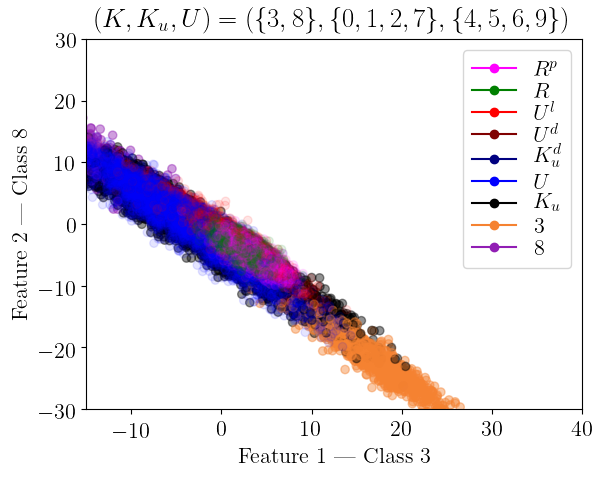 (K, K_u, U) = ({3, 8}, {0, 1, 2, 7}, {4, 5, 6, 9})
30
20
10
0
−10
−20
−30
Feature 2 — Class 8
R^p
R
U^l
U^d
K_u^d
U
K_u
3
8
−10
0
10
20
30
40
Feature 1 — Class 3